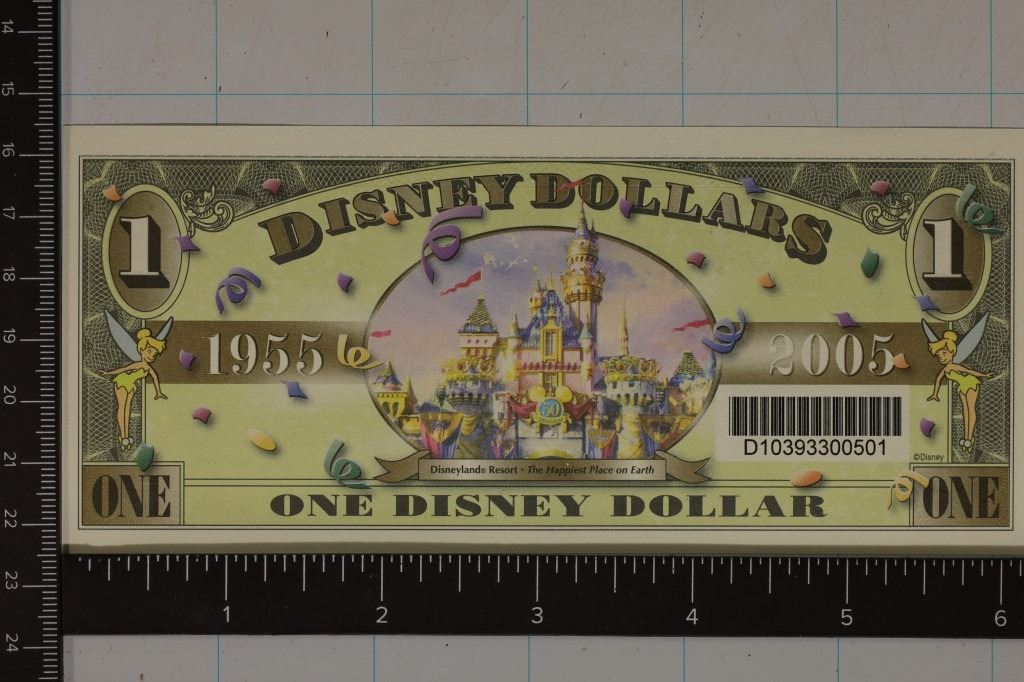 14
15
16
17
18
19
20
21
22
23
24
DISNEY DOLLARS
1
1
1955
2005
50
D10393300501
©Disney
Disneyland® Resort • The Happiest Place on Earth
ONE
ONE DISNEY DOLLAR
ONE
1 2 3 4 5 6